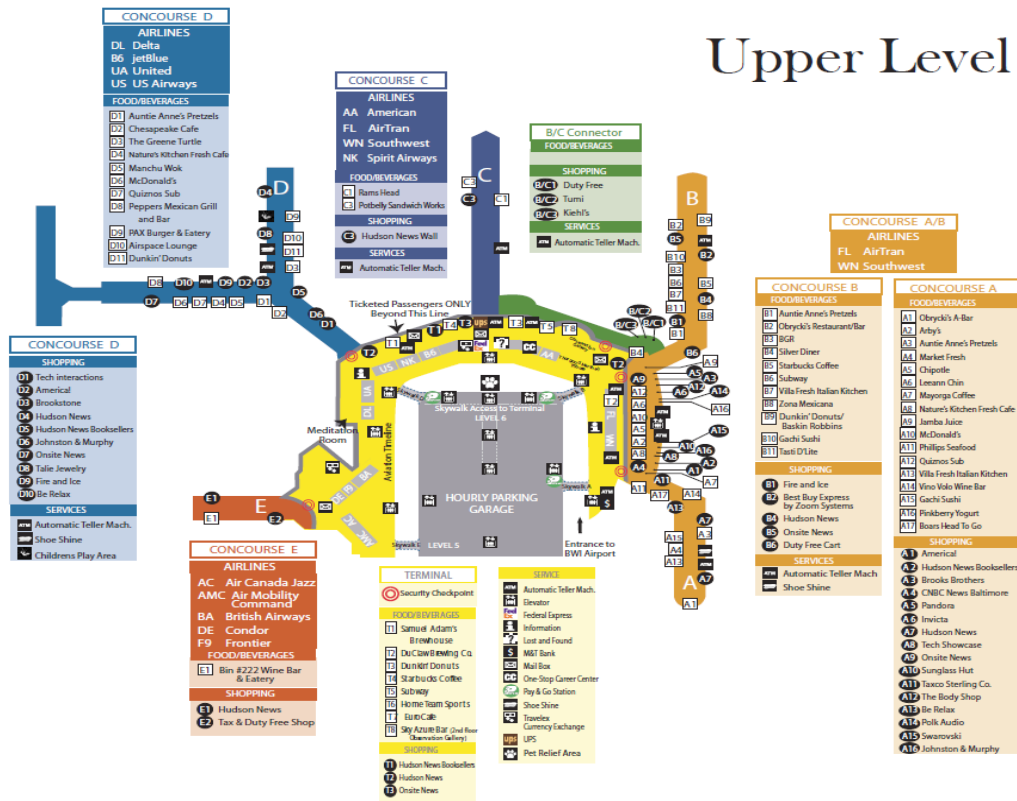 Upper Level
CONCOURSE D
AIRLINES
DL Delta
B6 jetBlue
UA United
US US Airways
FOOD/BEVERAGES
D1 Auntie Anne's Pretzels
D2 Chesapeake Cafe
D3 The Greene Turtle
D4 Nature's Kitchen Fresh Cafe
D5 Manchu Wok
D6 McDonald's
D7 Quiznos Sub
D8 Peppers Mexican Grill
and Bar
D9 PAX Burger & Eatery
D10 Airspace Lounge
D11 Dunkin' Donuts
CONCOURSE C
AIRLINES
AA American
FL AirTran
WN Southwest
NK Spirit Airways
FOOD/BEVERAGES
C1 Rams Head
C3 Potbelly Sandwich Works
SHOPPING
C3 Hudson News Wall
SERVICES
ATM Automatic Teller Mach.
B/C Connector
FOOD/BEVERAGES
SHOPPING
B/C1 Duty Free
B/C2 Tumi
B/C3 Kiehl's
SERVICES
ATM Automatic Teller Mach.
CONCOURSE A/B
AIRLINES
FL AirTran
WN Southwest
CONCOURSE B
FOOD/BEVERAGES
B1 Auntie Anne's Pretzels
B2 Obrycki's Restaurant/Bar
B3 BGR
B4 Silver Diner
B5 Starbucks Coffee
B6 Subway
B7 Villa Fresh Italian Kitchen
B8 Zona Mexicana
B9 Dunkin' Donuts/
Baskin Robbins
B10 Gachi Sushi
B11 Tasti D'Lite
SHOPPING
B1 Fire and Ice
B2 Best Buy Express
by Zoom Systems
B4 Hudson News
B5 Onsite News
B6 Duty Free Cart
SERVICES
ATM Automatic Teller Mach
Shoe Shine
CONCOURSE A
FOOD/BEVERAGES
A1 Obrycki's A-Bar
A2 Arby's
A3 Auntie Anne's Pretzels
A4 Market Fresh
A5 Chipotle
A6 Leeann Chin
A7 Mayorga Coffee
A8 Nature's Kitchen Fresh Cafe
A9 Jamba Juice
A10 McDonald's
A11 Phillips Seafood
A12 Quiznos Sub
A13 Villa Fresh Italian Kitchen
A14 Vino Volo Wine Bar
A15 Gachi Sushi
A16 Pinkberry Yogurt
A17 Boars Head To Go
SHOPPING
A1 Americal
A2 Hudson News Booksellers
A3 Brooks Brothers
A4 CNBC News Baltimore
A5 Pandora
A6 Invicta
A7 Hudson News
A8 Tech Showcase
A9 Onsite News
A10 Sunglass Hut
A11 Taxco Sterling Co.
A12 The Body Shop
A13 Be Relax
A14 Polk Audio
A15 Swarovski
A16 Johnston & Murphy
CONCOURSE D
SHOPPING
D1 Tech interactions
D2 Americal
D3 Brookstone
D4 Hudson News
D5 Hudson News Booksellers
D6 Johnston & Murphy
D7 Onsite News
D8 Talie Jewelry
D9 Fire and Ice
D10 Be Relax
SERVICES
ATM Automatic Teller Mach.
Shoe Shine
Childrens Play Area
CONCOURSE E
AIRLINES
AC Air Canada Jazz
AMC Air Mobility
Command
BA British Airways
DE Condor
F9 Frontier
FOOD/BEVERAGES
E1 Bin #222 Wine Bar
& Eatery
SHOPPING
E1 Hudson News
E2 Tax & Duty Free Shop
TERMINAL
Security Checkpoint
FOOD/BEVERAGES
T1 Samuel Adam's
Brewhouse
T2 DuClaw Brewing Co.
T3 Dunkin' Donuts
T4 Starbucks Coffee
T5 Subway
T6 Home Team Sports
T7 Euro Cafe
T8 Sky Azure Bar (2nd floor
Observation Gallery)
SHOPPING
T1 Hudson News Booksellers
T2 Hudson News
T3 Onsite News
SERVICE
ATM Automatic Teller Mach.
Elevator
FedEx Federal Express
Information
? Lost and Found
$ M&T Bank
Mail Box
CC One-Stop Career Center
Pay & Go Station
Shoe Shine
Travelex
Currency Exchange
ups UPS
Pet Relief Area
Ticketed Passengers ONLY
Beyond This Line
Meditation
Room
Aviation Timeline
Skywalk Access to Terminal
LEVEL 6
HOURLY PARKING
GARAGE
LEVEL 5
Skywalk A
Entrance to
BWI Airport
D
C
B
A
E
US
NK
B6
AA
UA
DL
FL
WN
DE F9 BA
AC
AMC